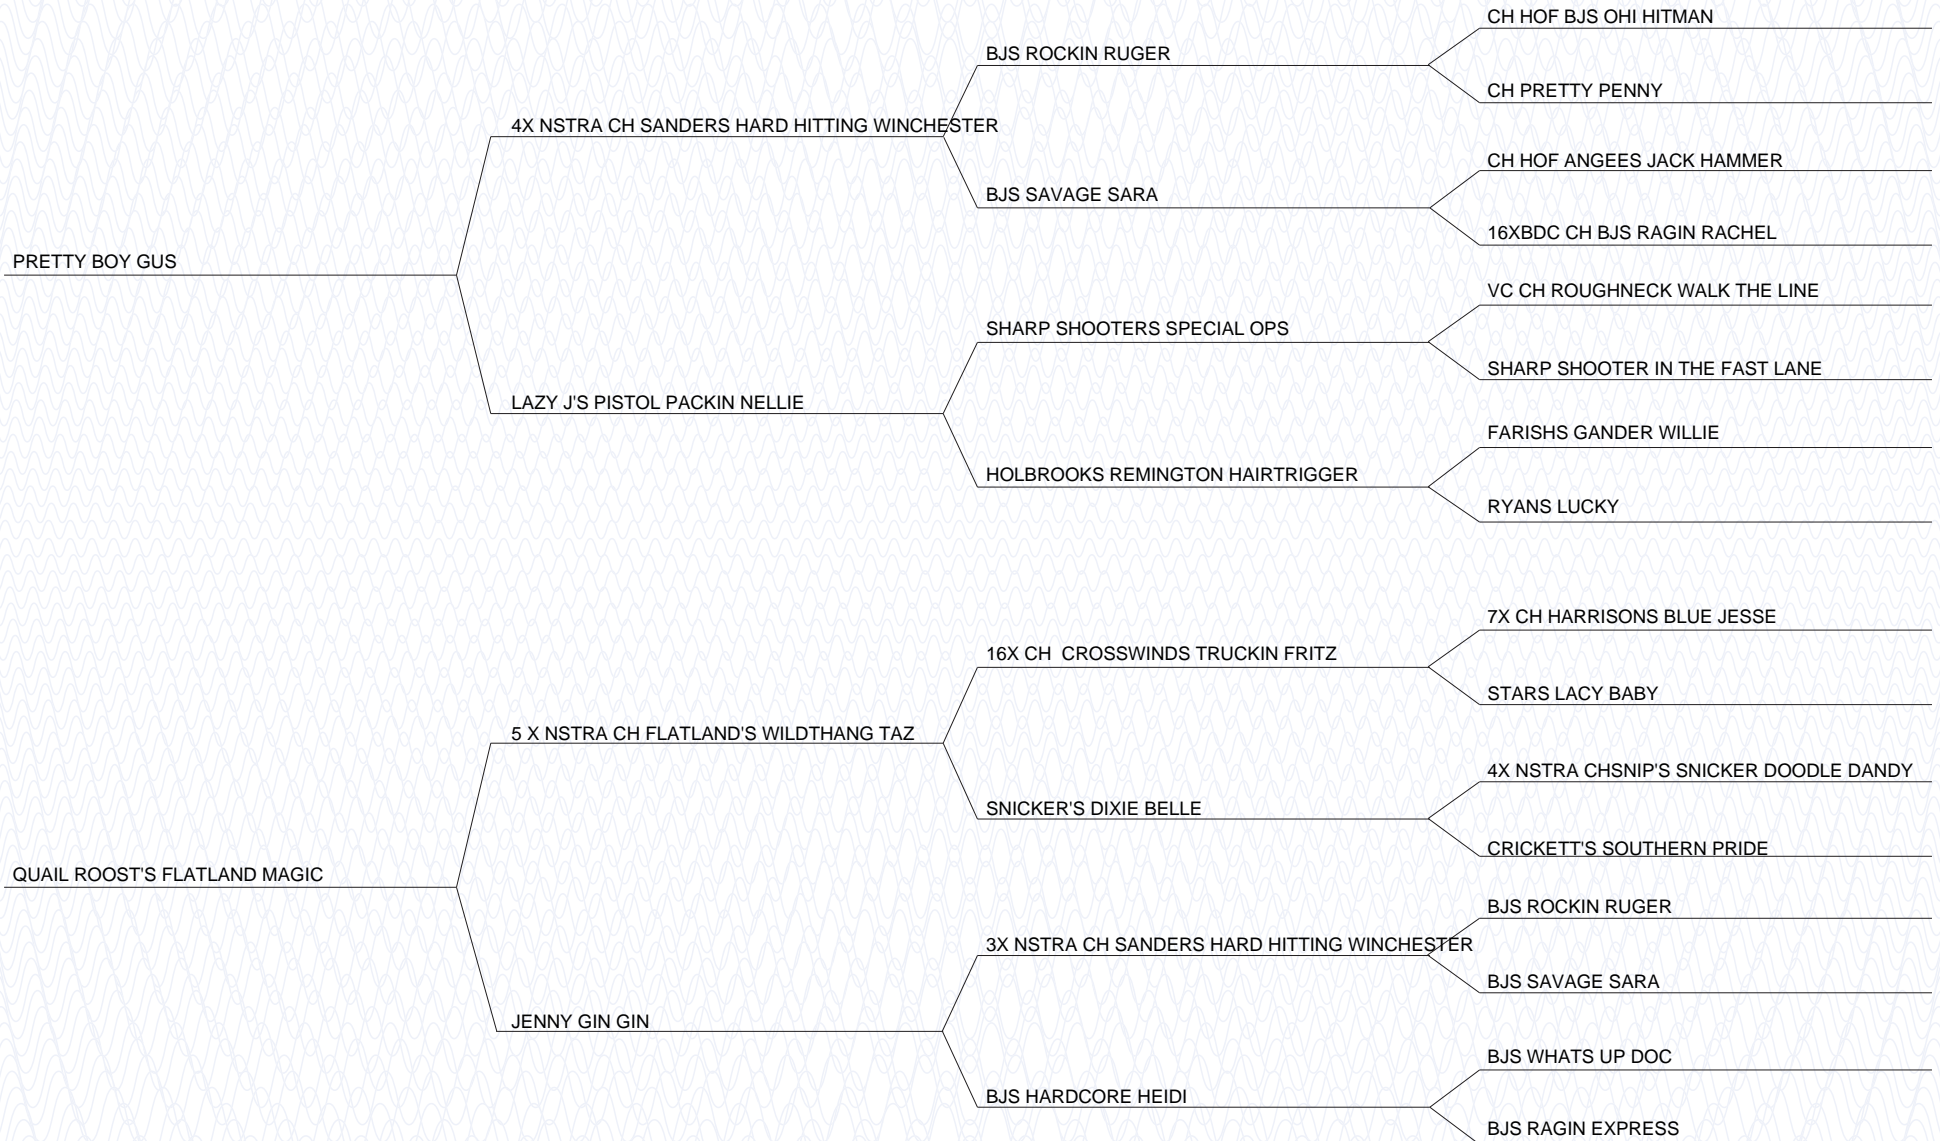 CH HOF BJS OHI HITMAN
BJS ROCKIN RUGER
CH PRETTY PENNY
4X NSTRA CH SANDERS HARD HITTING WINCHESTER
CH HOF ANGEES JACK HAMMER
BJS SAVAGE SARA
16XBDC CH BJS RAGIN RACHEL
PRETTY BOY GUS
VC CH ROUGHNECK WALK THE LINE
SHARP SHOOTERS SPECIAL OPS
SHARP SHOOTER IN THE FAST LANE
LAZY J'S PISTOL PACKIN NELLIE
FARISHS GANDER WILLIE
HOLBROOKS REMINGTON HAIRTRIGGER
RYANS LUCKY
7X CH HARRISONS BLUE JESSE
16X CH  CROSSWINDS TRUCKIN FRITZ
STARS LACY BABY
5 X NSTRA CH FLATLAND'S WILDTHANG TAZ
4X NSTRA CHSNIP'S SNICKER DOODLE DANDY
SNICKER'S DIXIE BELLE
CRICKETT'S SOUTHERN PRIDE
QUAIL ROOST'S FLATLAND MAGIC
BJS ROCKIN RUGER
3X NSTRA CH SANDERS HARD HITTING WINCHESTER
BJS SAVAGE SARA
JENNY GIN GIN
BJS WHATS UP DOC
BJS HARDCORE HEIDI
BJS RAGIN EXPRESS